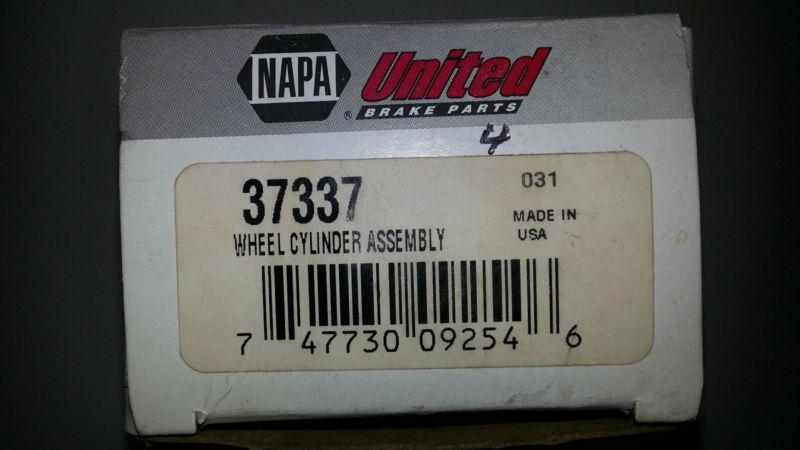 NAPA United
® BRAKE PARTS
4
37337 031
WHEEL CYLINDER ASSEMBLY
MADE IN
USA
7 47730 09254 6